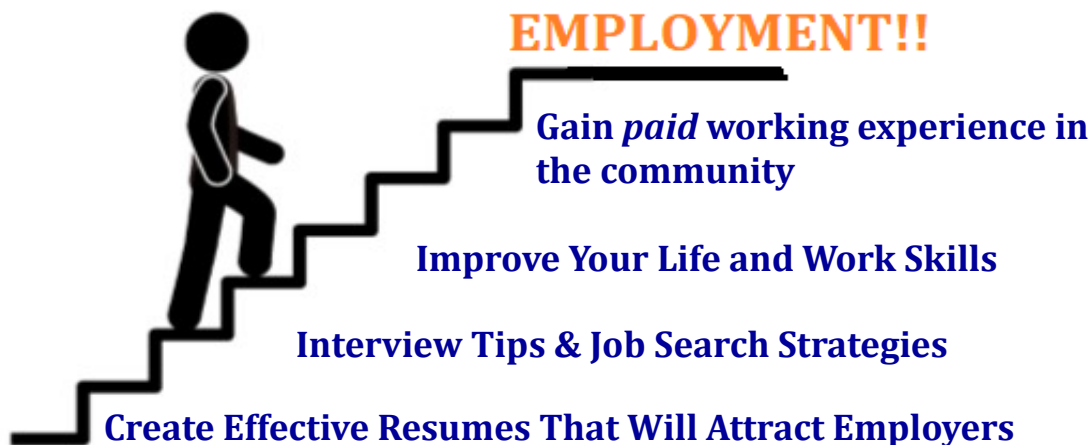 EMPLOYMENT!!
Gain paid working experience in
the community
Improve Your Life and Work Skills
Interview Tips & Job Search Strategies
Create Effective Resumes That Will Attract Employers